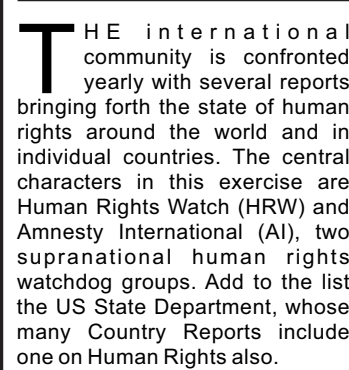 THE international
community is confronted
yearly with several reports
bringing forth the state of human
rights around the world and in
individual countries. The central
characters in this exercise are
Human Rights Watch (HRW) and
Amnesty International (AI), two
supranational human rights
watchdog groups. Add to the list
the US State Department, whose
many Country Reports include
one on Human Rights also.